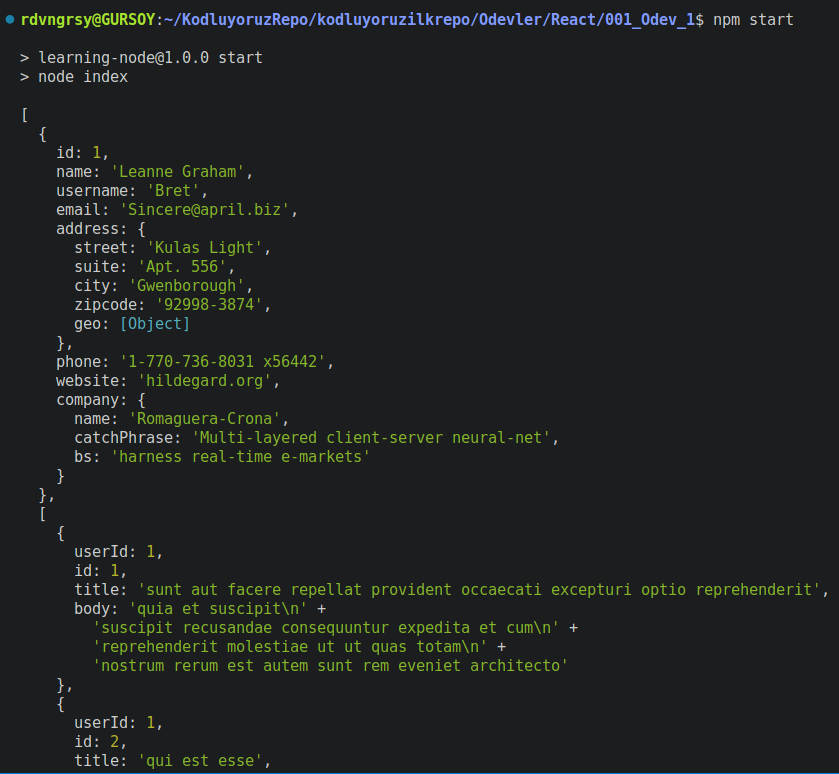 rdvngrsy@GURSOY:~/KodluyoruzRepo/kodluyoruzilkrepo/Odevler/React/001_Odev_1$ npm start
> learning-node@1.0.0 start
> node index
[
  {
    id: 1,
    name: 'Leanne Graham',
    username: 'Bret',
    email: 'Sincere@april.biz',
    address: {
      street: 'Kulas Light',
      suite: 'Apt. 556',
      city: 'Gwenborough',
      zipcode: '92998-3874',
      geo: [Object]
    },
    phone: '1-770-736-8031 x56442',
    website: 'hildegard.org',
    company: {
      name: 'Romaguera-Crona',
      catchPhrase: 'Multi-layered client-server neural-net',
      bs: 'harness real-time e-markets'
    }
  },
  [
    {
      userId: 1,
      id: 1,
      title: 'sunt aut facere repellat provident occaecati excepturi optio reprehenderit',
      body: 'quia et suscipit\n' +
        'suscipit recusandae consequuntur expedita et cum\n' +
        'reprehenderit molestiae ut ut quas totam\n' +
        'nostrum rerum est autem sunt rem eveniet architecto'
    },
    {
      userId: 1,
      id: 2,
      title: 'qui est esse',